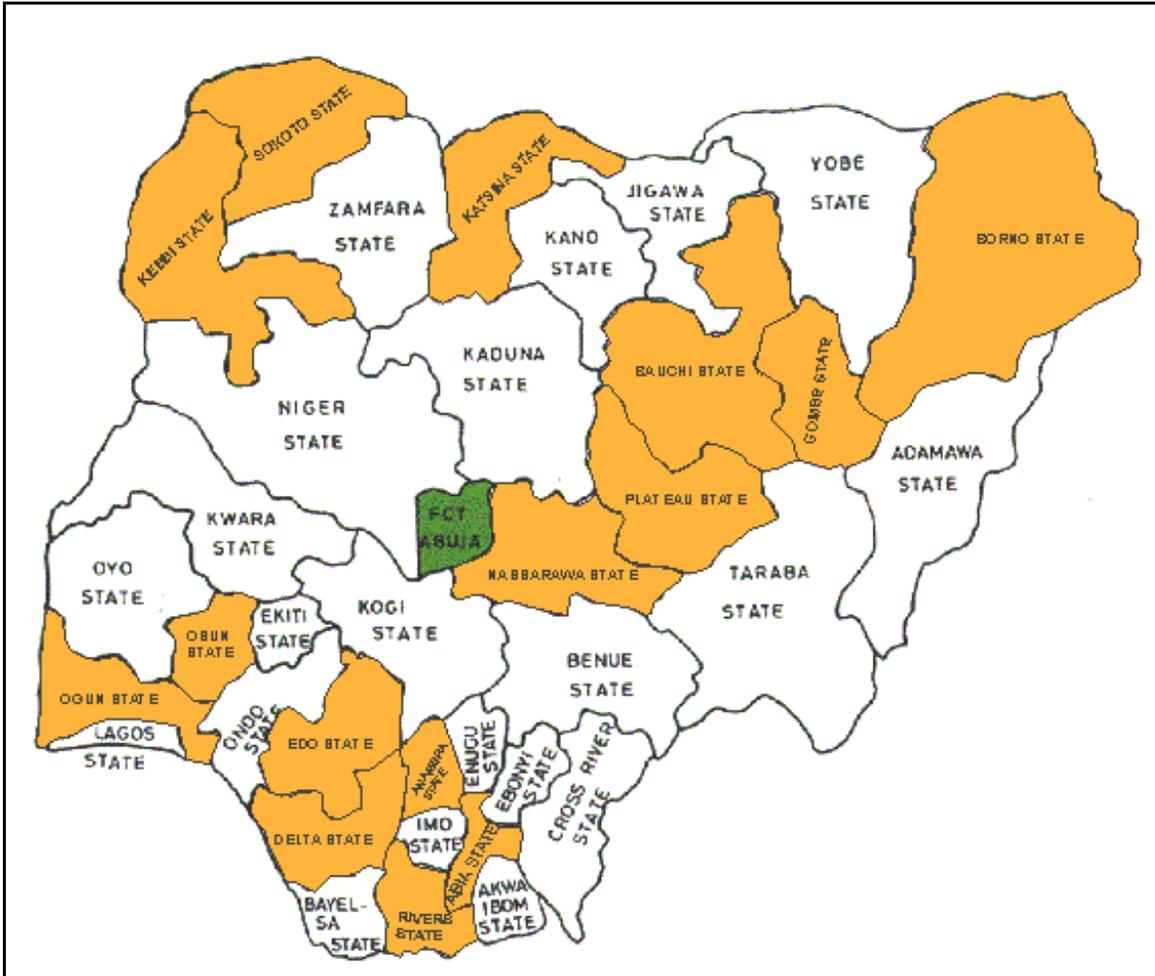 SOKOTO STATE
KEBBI STATE
ZAMFARA
STATE
KATSINA STATE
JIGAWA
STATE
KANO
STATE
YOBE
STATE
BORNO STATE
KADUNA
STATE
BAUCHI STATE
GOMBE STATE
NIGER
STATE
ADAMAWA
STATE
PLATEAU STATE
FCT
ABUJA
KWARA
STATE
NABBARAWA STATE
TARABA
STATE
OYO
STATE
KOGI
STATE
EKITI
STATE
OBUN
STATE
BENUE
STATE
OGUN STATE
LAGOS
STATE
ONDO
STATE
EDO STATE
ANAMBRA
STATE
ENUGU
STATE
EBONYI
STATE
CROSS RIVER
STATE
DELTA STATE
IMO
STATE
ABIA STATE
AKWA
IBOM
STATE
BAYEL-
SA
STATE
RIVERS
STATE